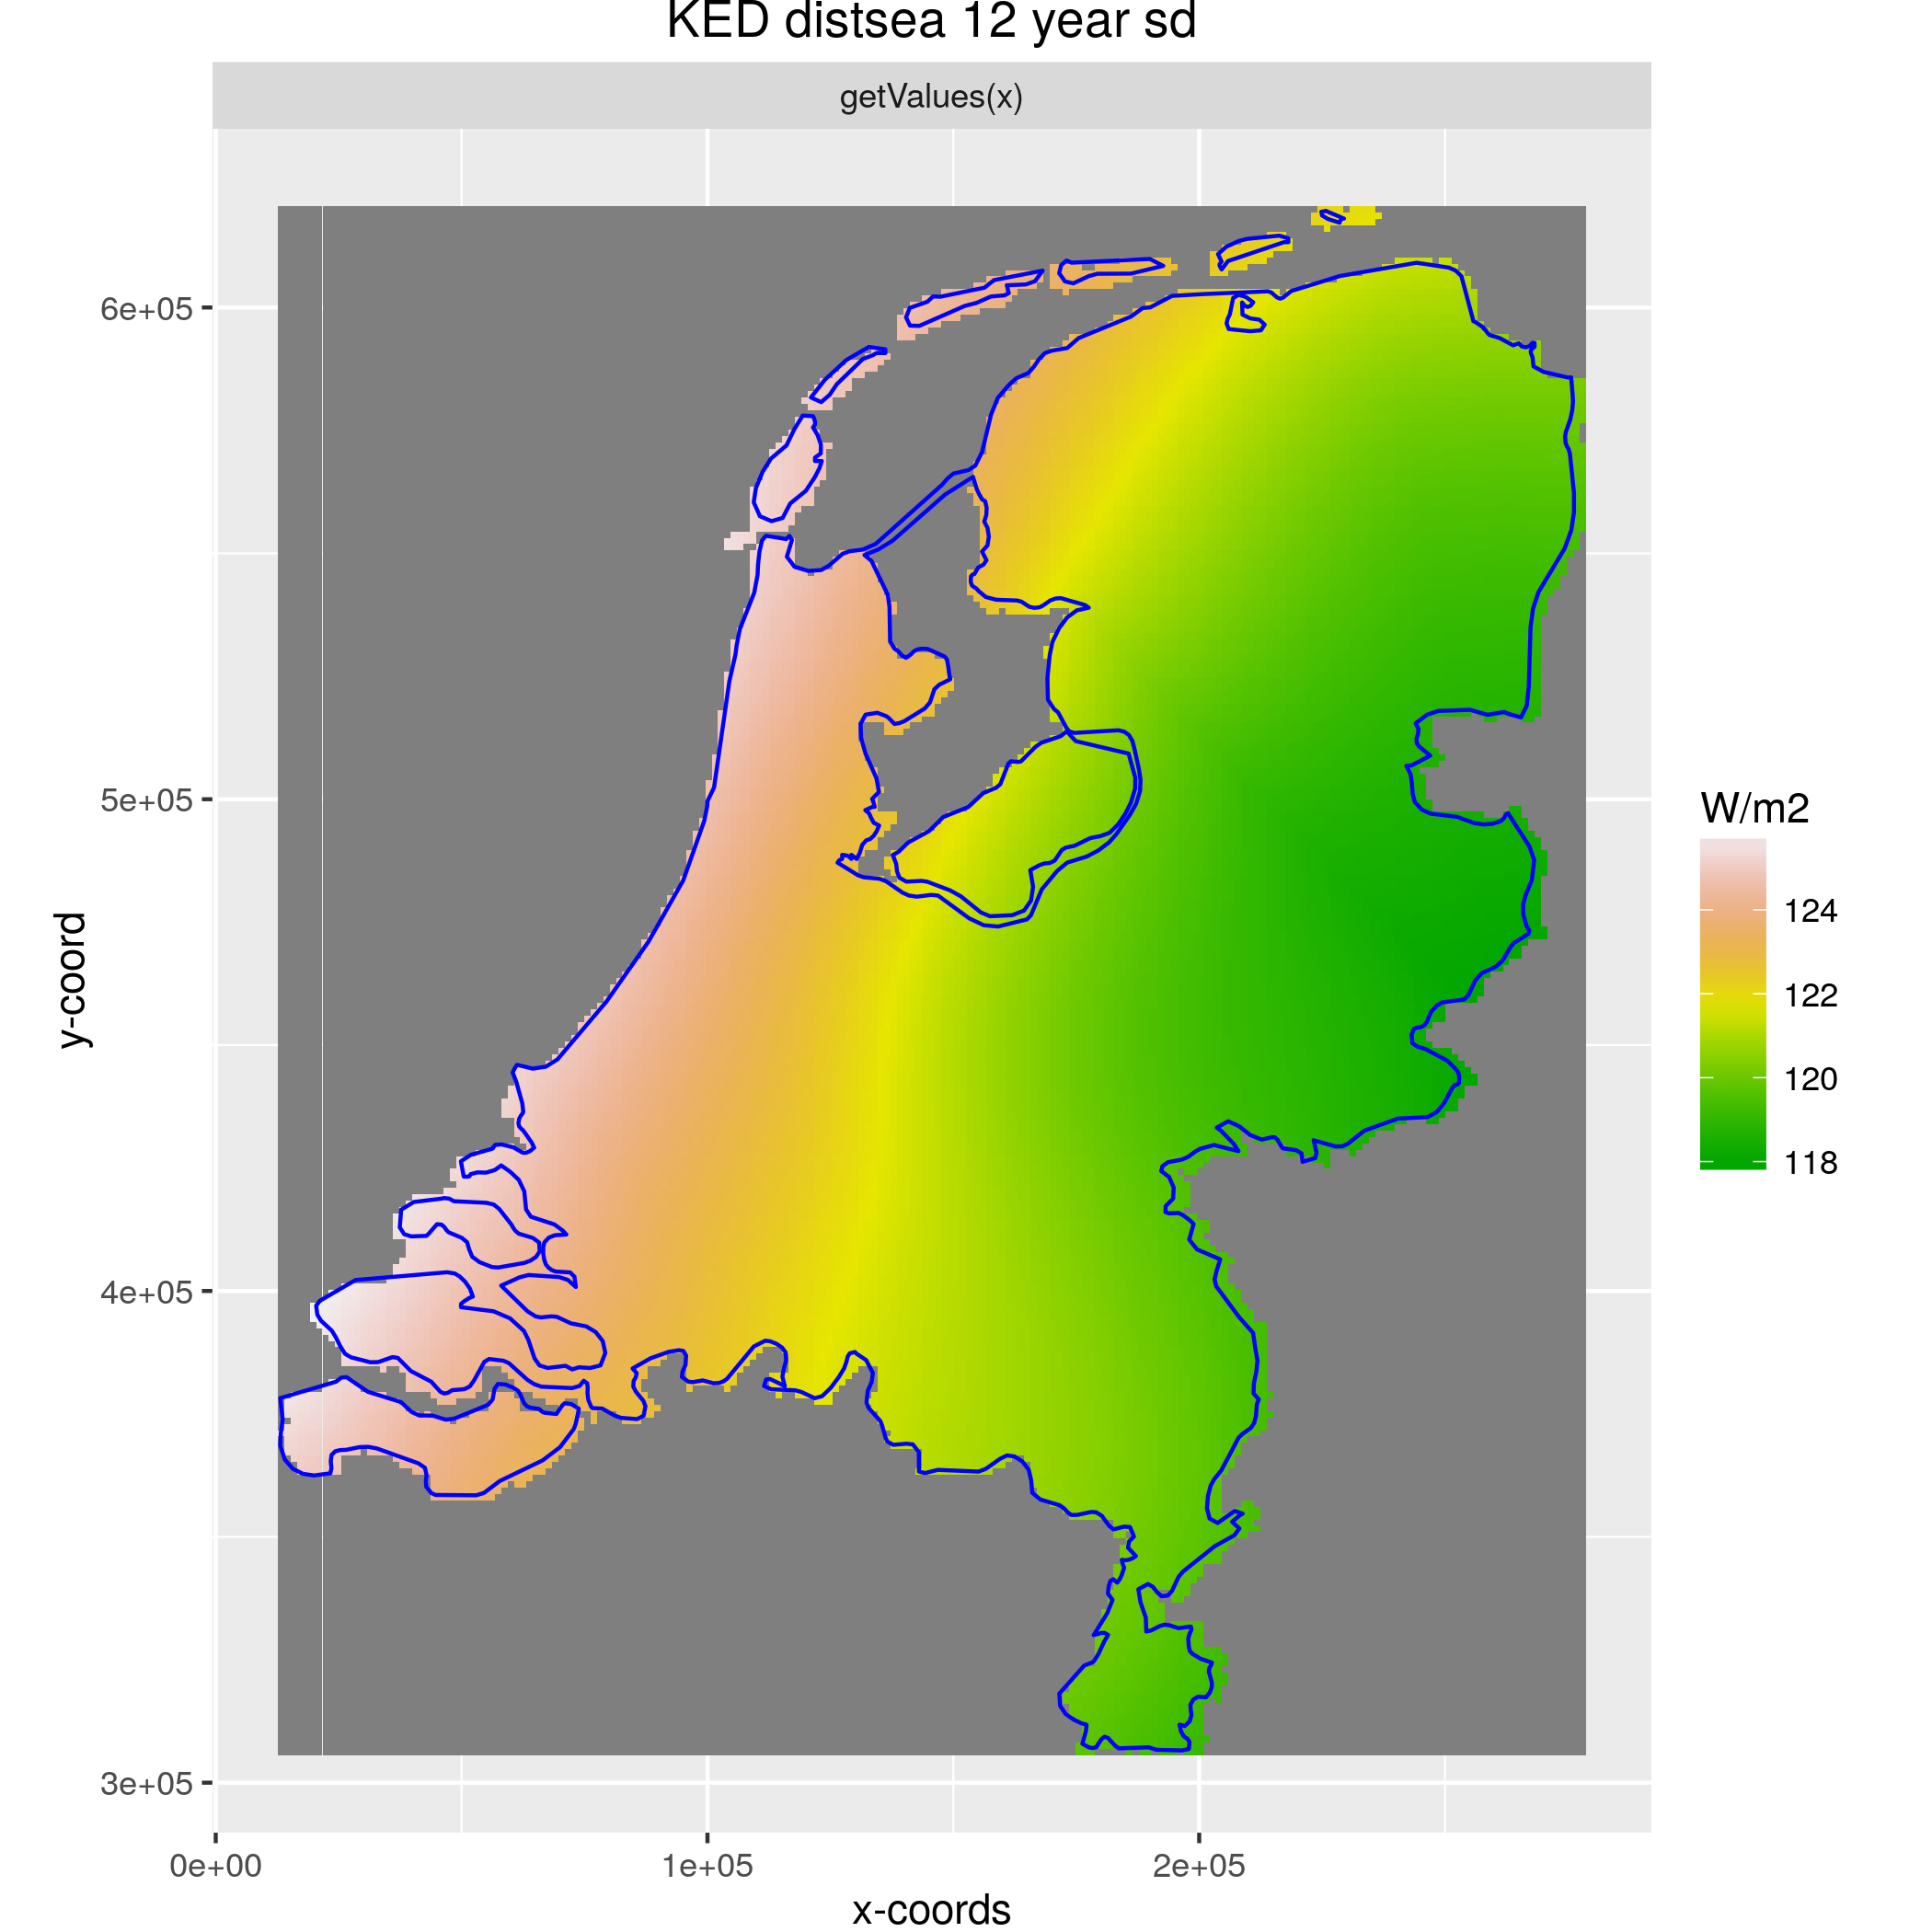 KED distsea 12 year sd
getValues(x)
6e+05
5e+05
4e+05
3e+05
y-coord
0e+00
1e+05
2e+05
x-coords
W/m2
124
122
120
118